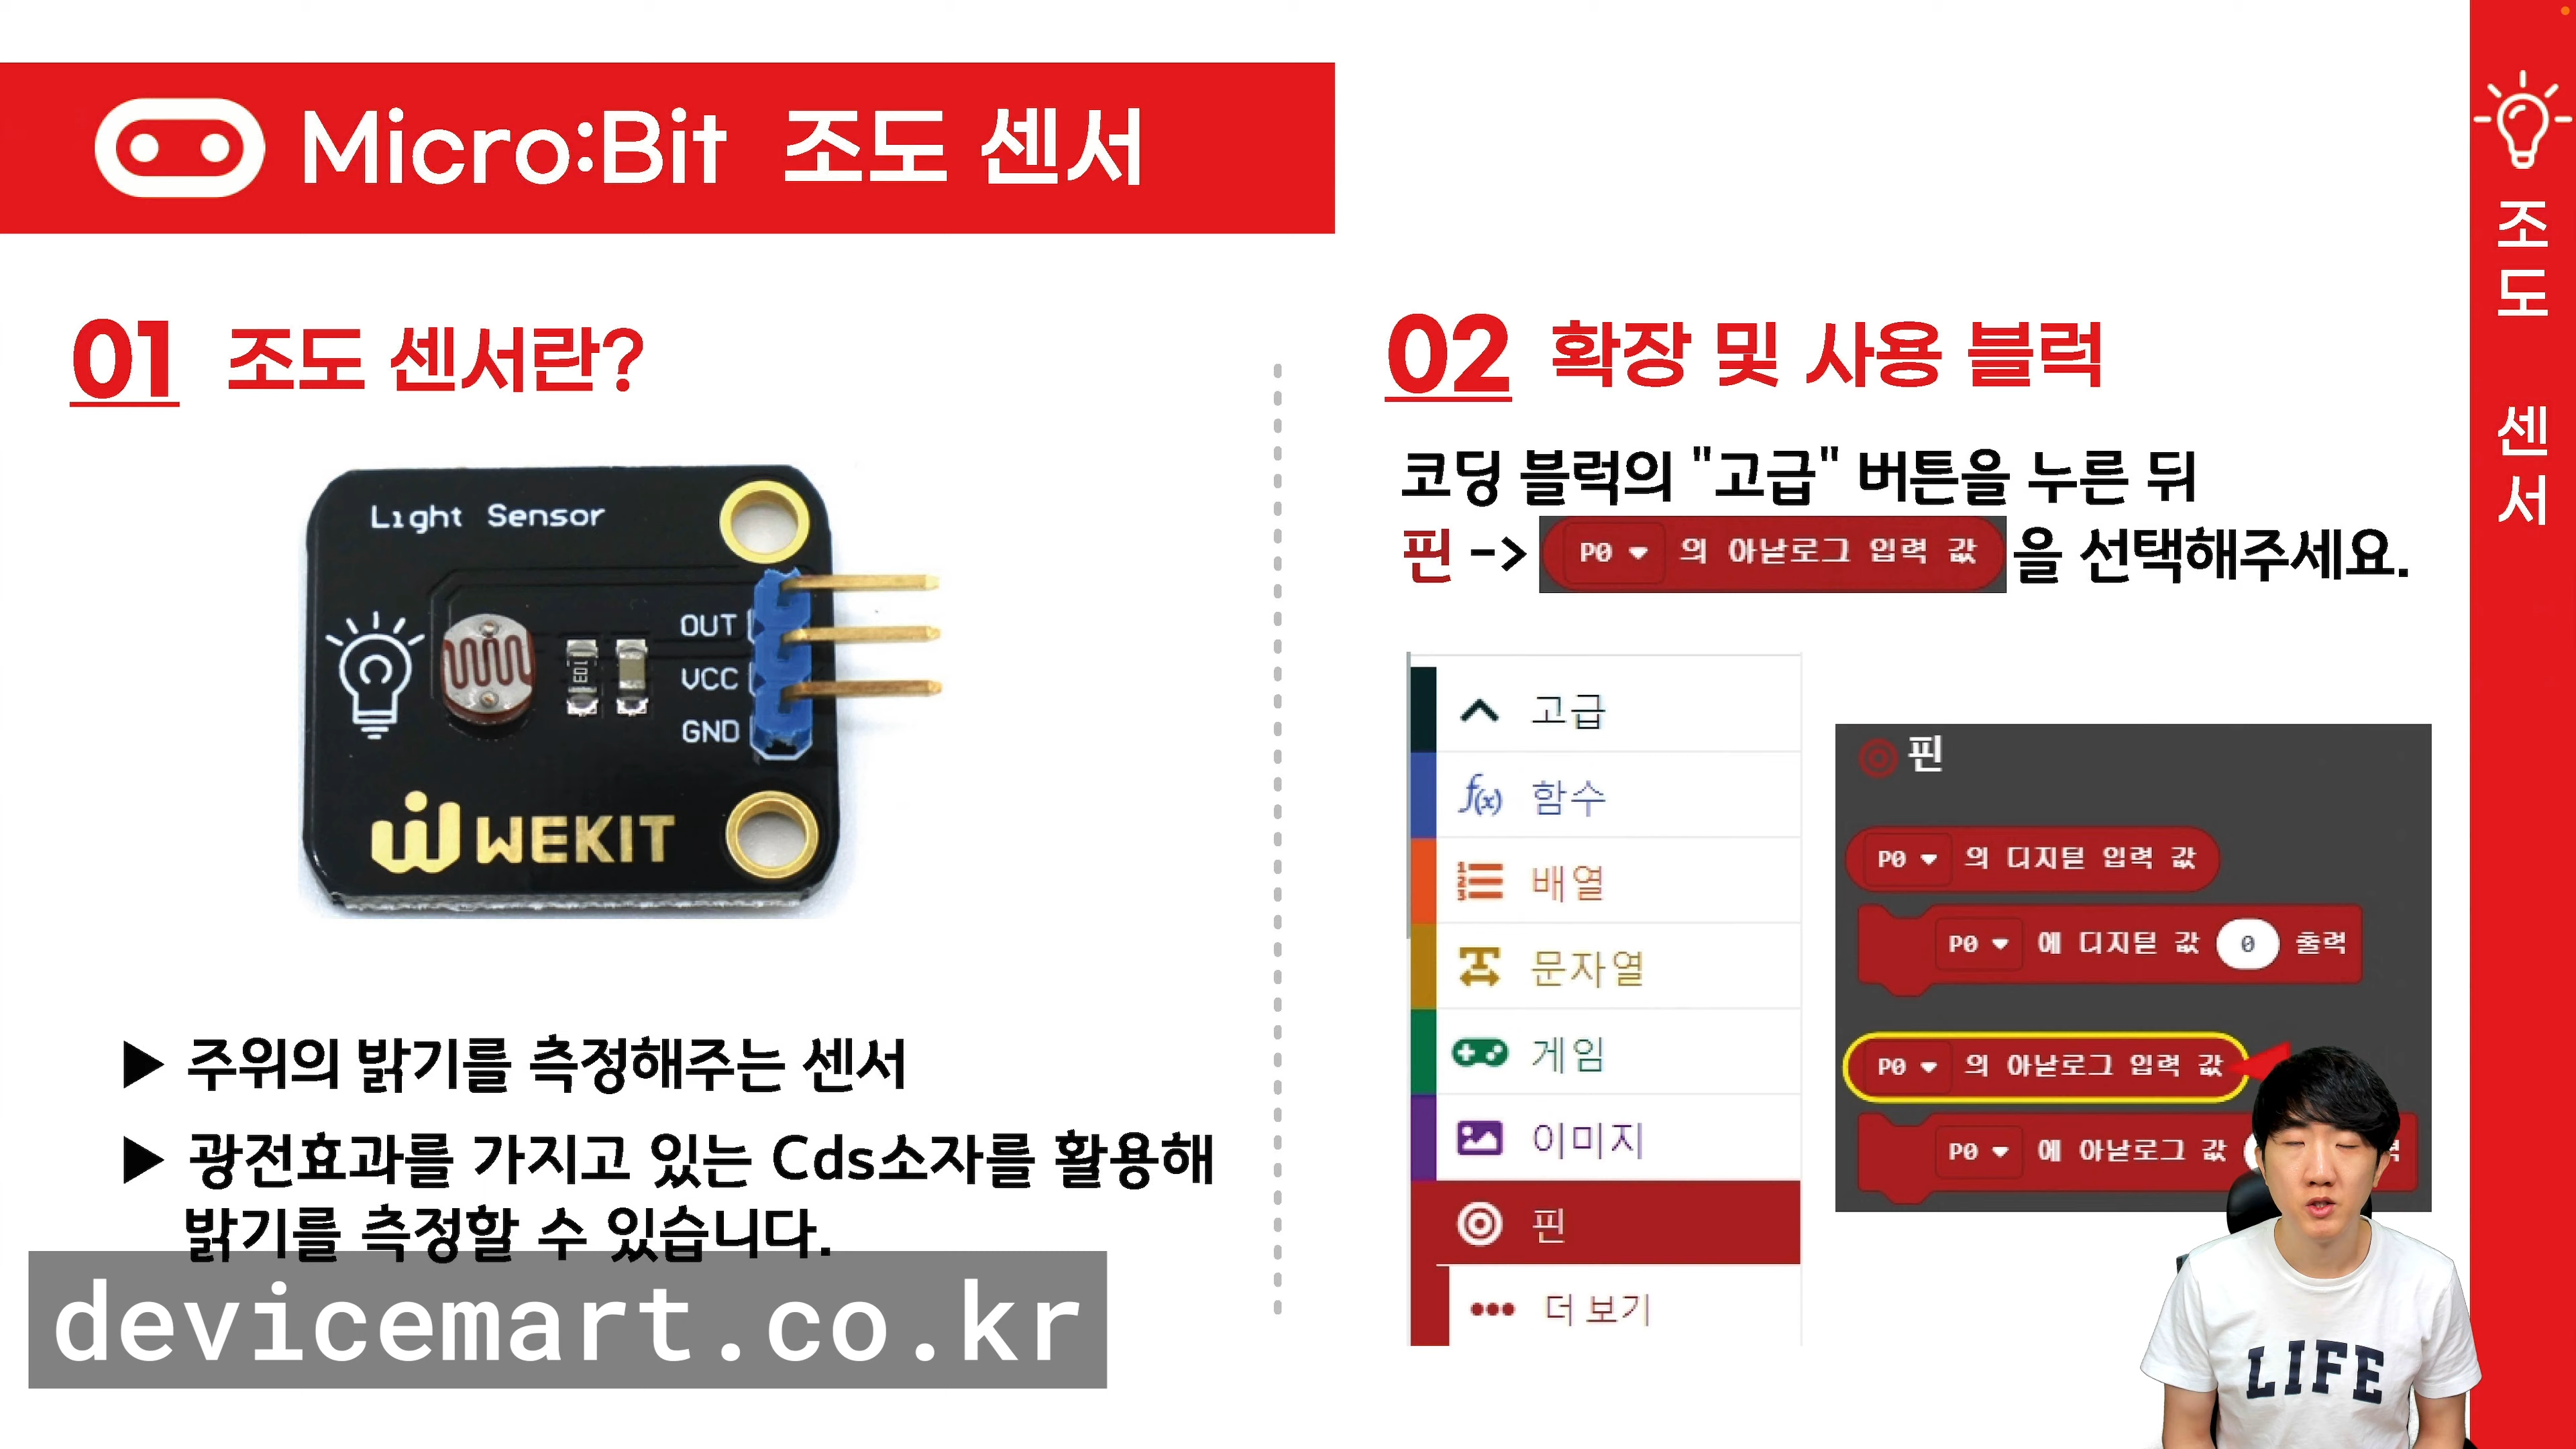 Micro:Bit 조도 센서
01 조도 센서란?
Light Sensor
OUT
VCC
GND
103
WEKIT
▶ 주위의 밝기를 측정해주는 센서
▶ 광전효과를 가지고 있는 Cds소자를 활용해
밝기를 측정할 수 있습니다.
devicemart.co.kr
02 확장 및 사용 블럭
코딩 블럭의 "고급" 버튼을 누른 뒤
핀 -> P0 의 아날로그 입력 값 을 선택해주세요.
고급
f(x) 함수
배열
문자열
게임
이미지
핀
더 보기
핀
P0 의 디지털 입력 값
P0 에 디지털 값 0 출력
P0 의 아날로그 입력 값
P0 에 아날로그 값
LIFE
조도 센서